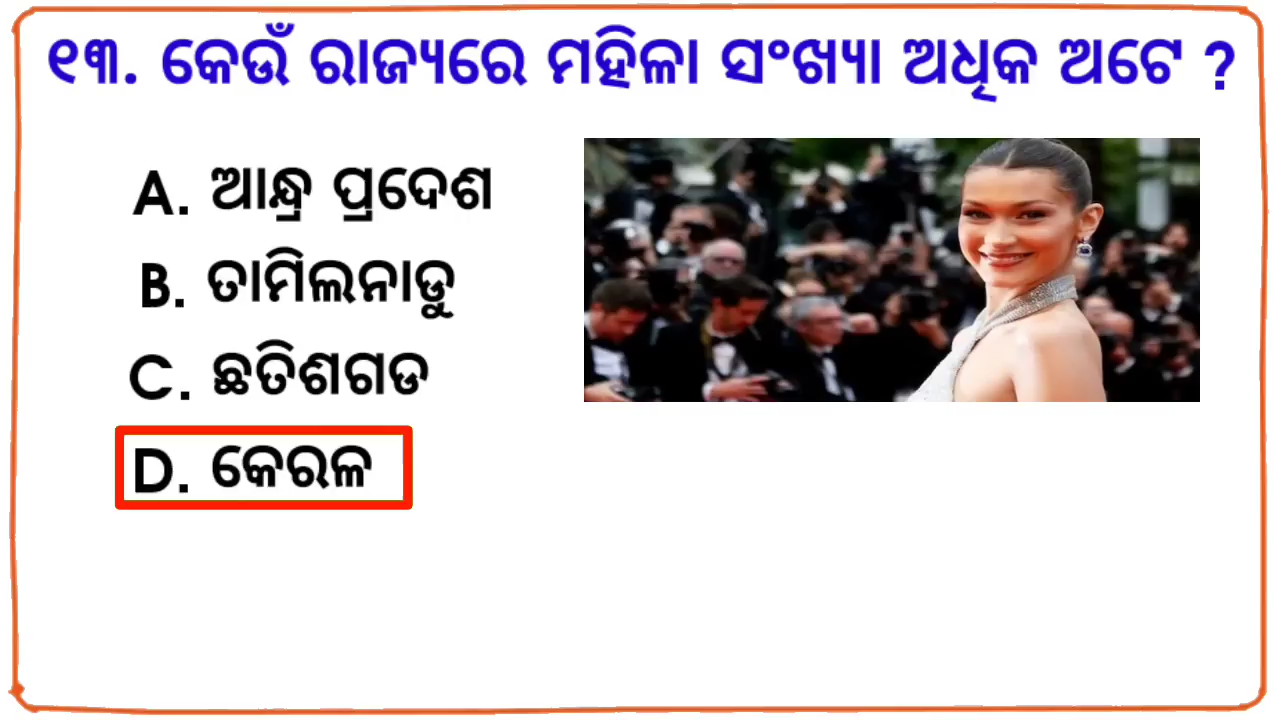 ୧୩. କେଉଁ ରାଜ୍ୟରେ ମହିଳା ସଂଖ୍ୟା ଅଧିକ ଅଟେ ?
A. ଆନ୍ଧ୍ର ପ୍ରଦେଶ
B. ତାମିଲନାଡୁ
C. ଛତିଶଗଡ
D. କେରଳ